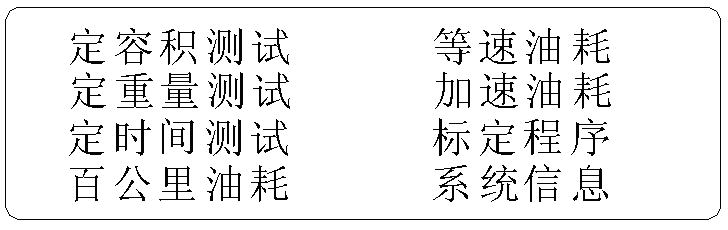 定容积测试 等速油耗
定重量测试 加速油耗
定时间测试 标定程序
百公里油耗 系统信息